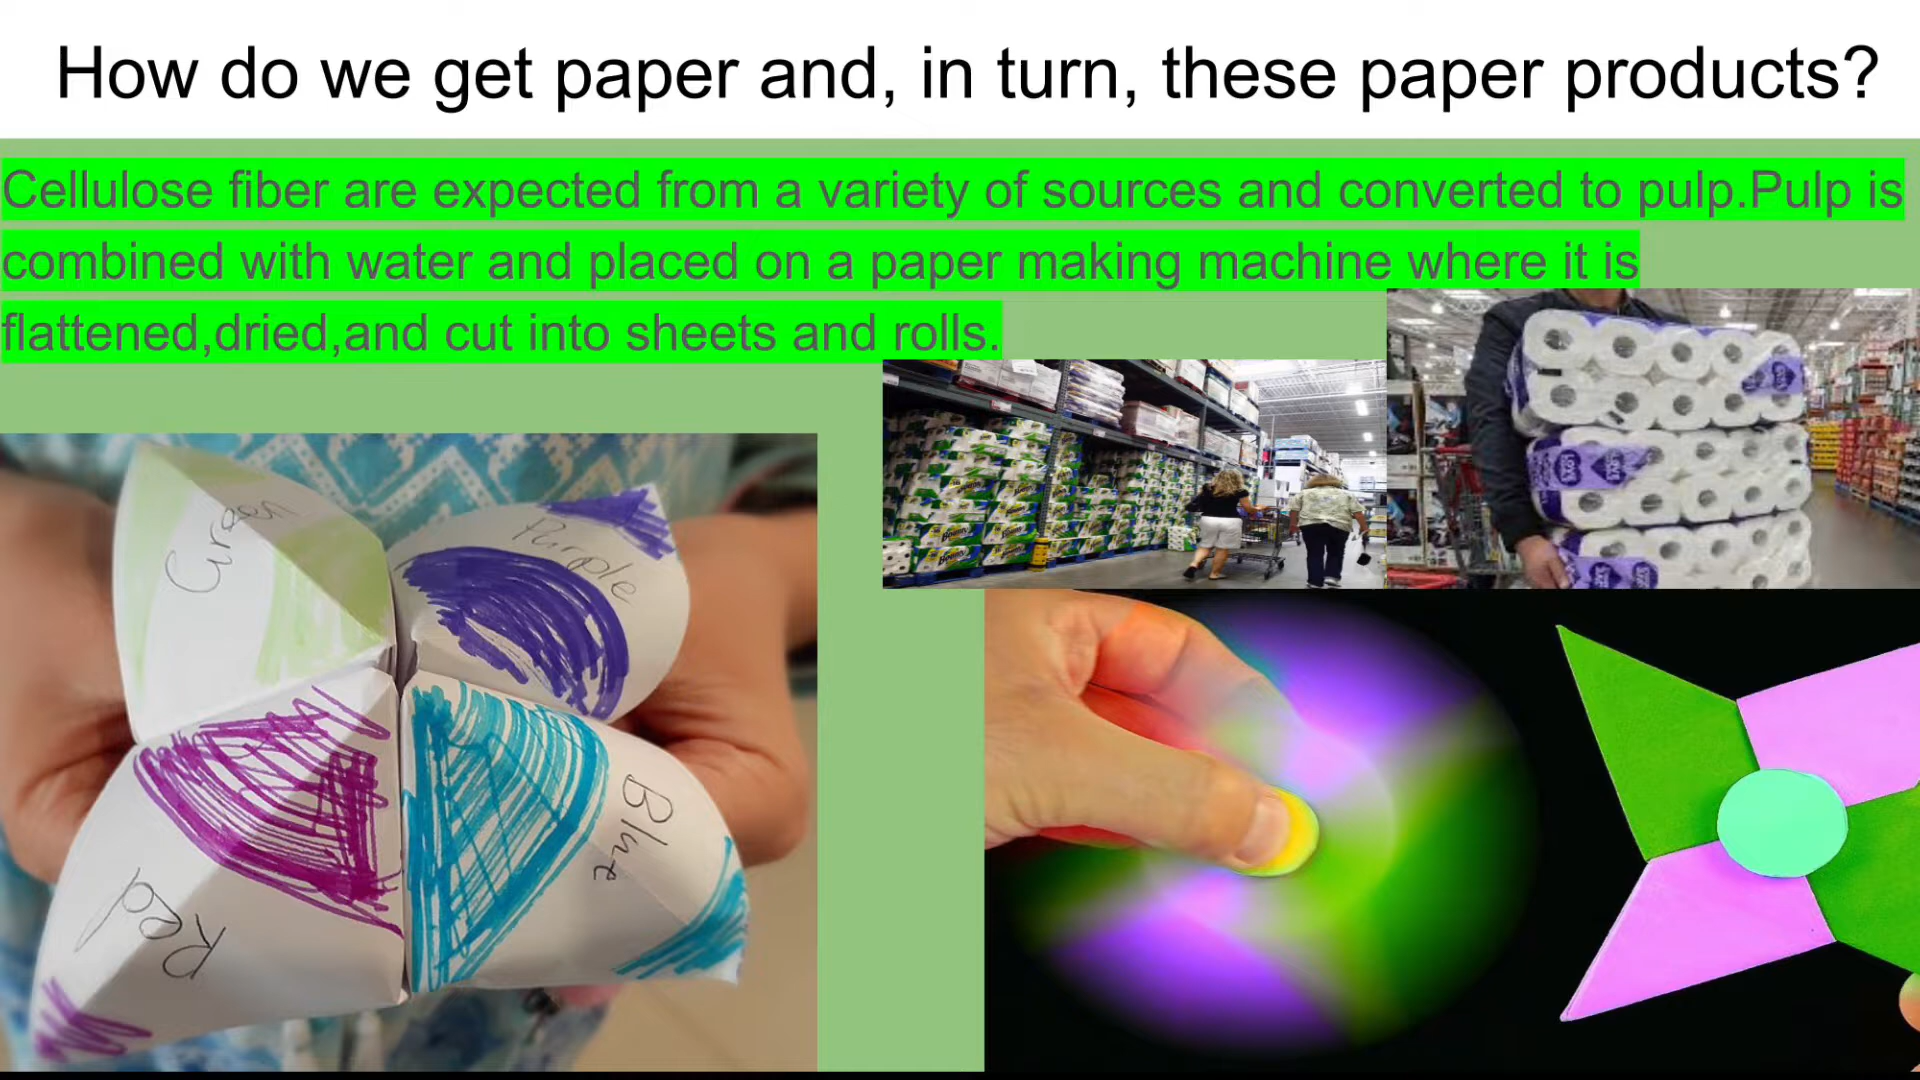 How do we get paper and, in turn, these paper products?
Cellulose fiber are expected from a variety of sources and converted to pulp.Pulp is
combined with water and placed on a paper making machine where it is
flattened,dried,and cut into sheets and rolls.
Green
Purple
Red
Blue
Bounty